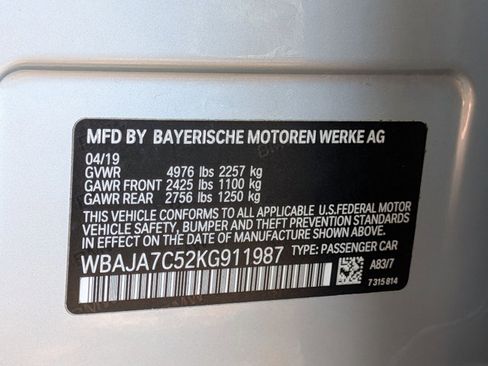 MFD BY BAYERISCHE MOTOREN WERKE AG
04/19
GVWR 4976 lbs 2257 kg
GAWR FRONT 2425 lbs 1100 kg
GAWR REAR 2756 lbs 1250 kg
THIS VEHICLE CONFORMS TO ALL APPLICABLE U.S. FEDERAL MOTOR
VEHICLE SAFETY, BUMPER, AND THEFT PREVENTION STANDARDS IN
EFFECT ON THE DATE OF MANUFACTURE SHOWN ABOVE.
WBAJA7C52KG911987 TYPE: PASSENGER CAR
A83/7
7 315 814